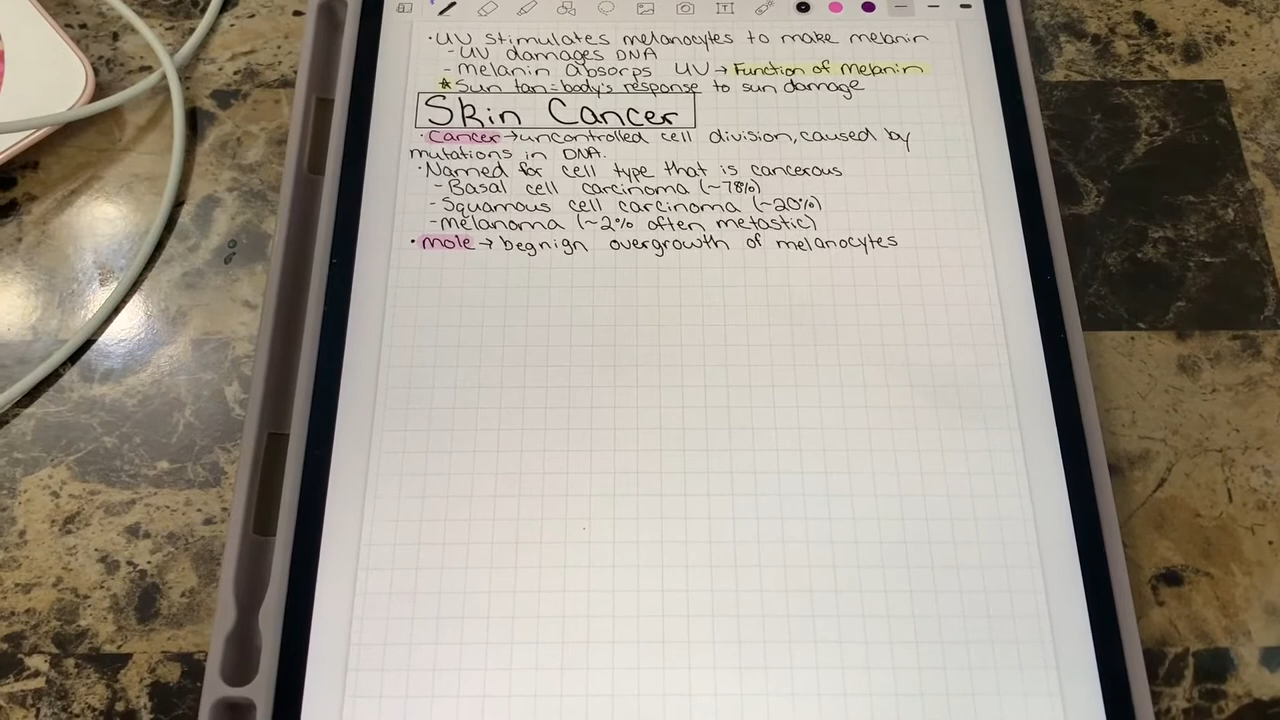 ·UV stimulates melanocytes to make melanin
- UV damages DNA
- Melanin absorps UV → Function of Melanin
☆ Sun tan = body's response to sun damage
Skin Cancer
· Cancer → uncontrolled cell division, caused by
mutations in DNA.
· Named for cell type that is cancerous
- Basal cell carcinoma (~78%)
- Squamous cell carcinoma (~20%)
- Melanoma (~2% often metastic)
· mole → begnign overgrowth of melanocytes